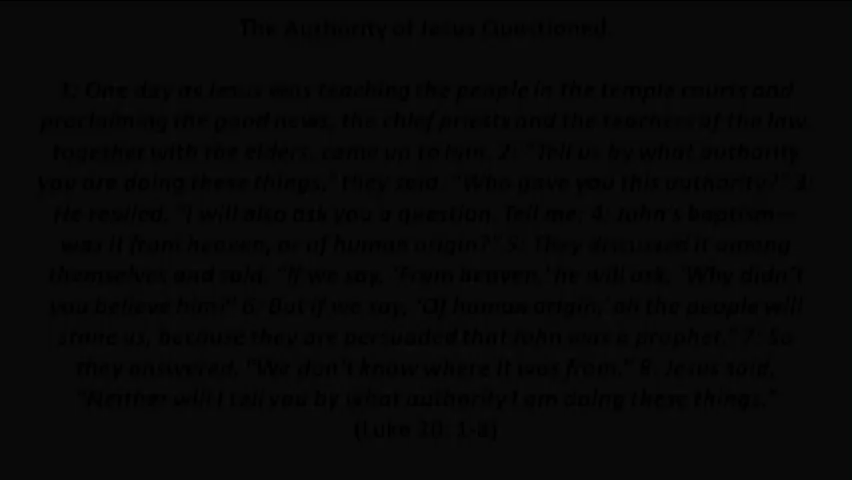 The Authority of Jesus Questioned
1: One day as Jesus was teaching the people in the temple courts and
proclaiming the good news, the chief priests and the teachers of the law,
together with the elders, came up to him. 2: "Tell us by what authority
you are doing these things," they said. "Who gave you this authority?" 3:
He replied, "I will also ask you a question. Tell me: 4: John's baptism—
was it from heaven, or of human origin?" 5: They discussed it among
themselves and said, "If we say, 'From heaven,' he will ask, 'Why didn't
you believe him?' 6: But if we say, 'Of human origin,' all the people will
stone us, because they are persuaded that John was a prophet." 7: So
they answered, "We don't know where it was from." 8: Jesus said,
"Neither will I tell you by what authority I am doing these things."
(Luke 20: 1-8)